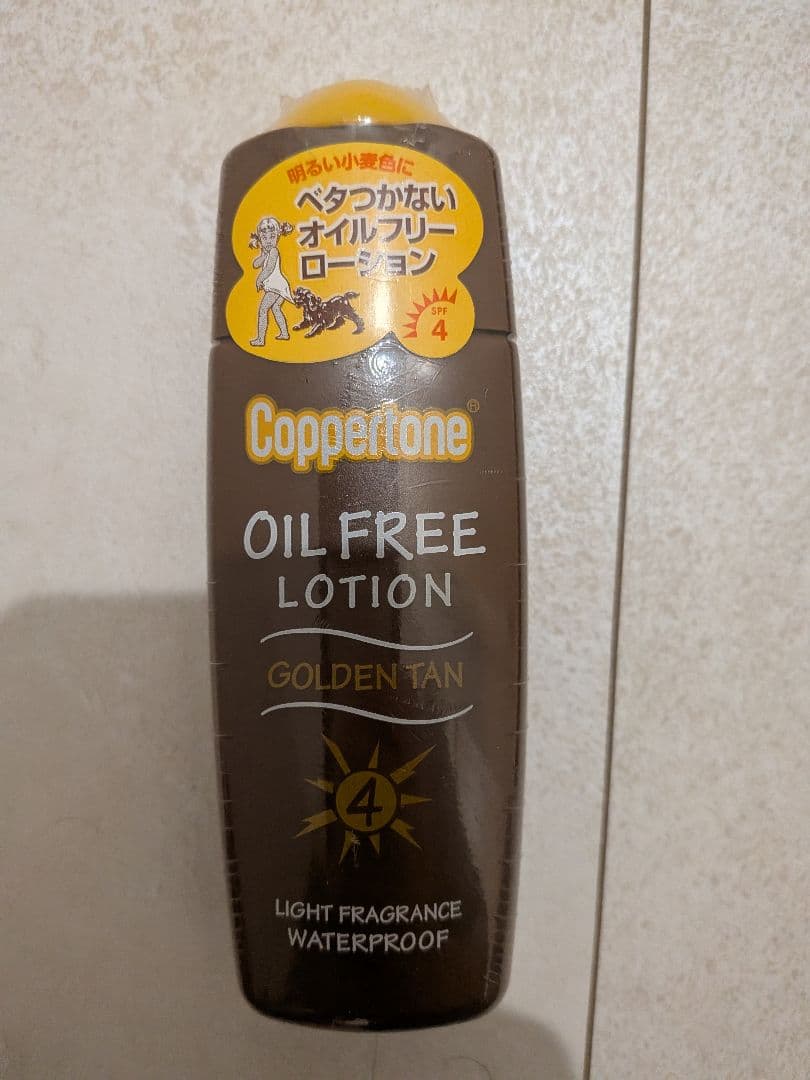 明るい小麦色に
ベタつかない
オイルフリー
ローション
SPF
4
Coppertone®
OIL FREE
LOTION
GOLDEN TAN
4
LIGHT FRAGRANCE
WATERPROOF